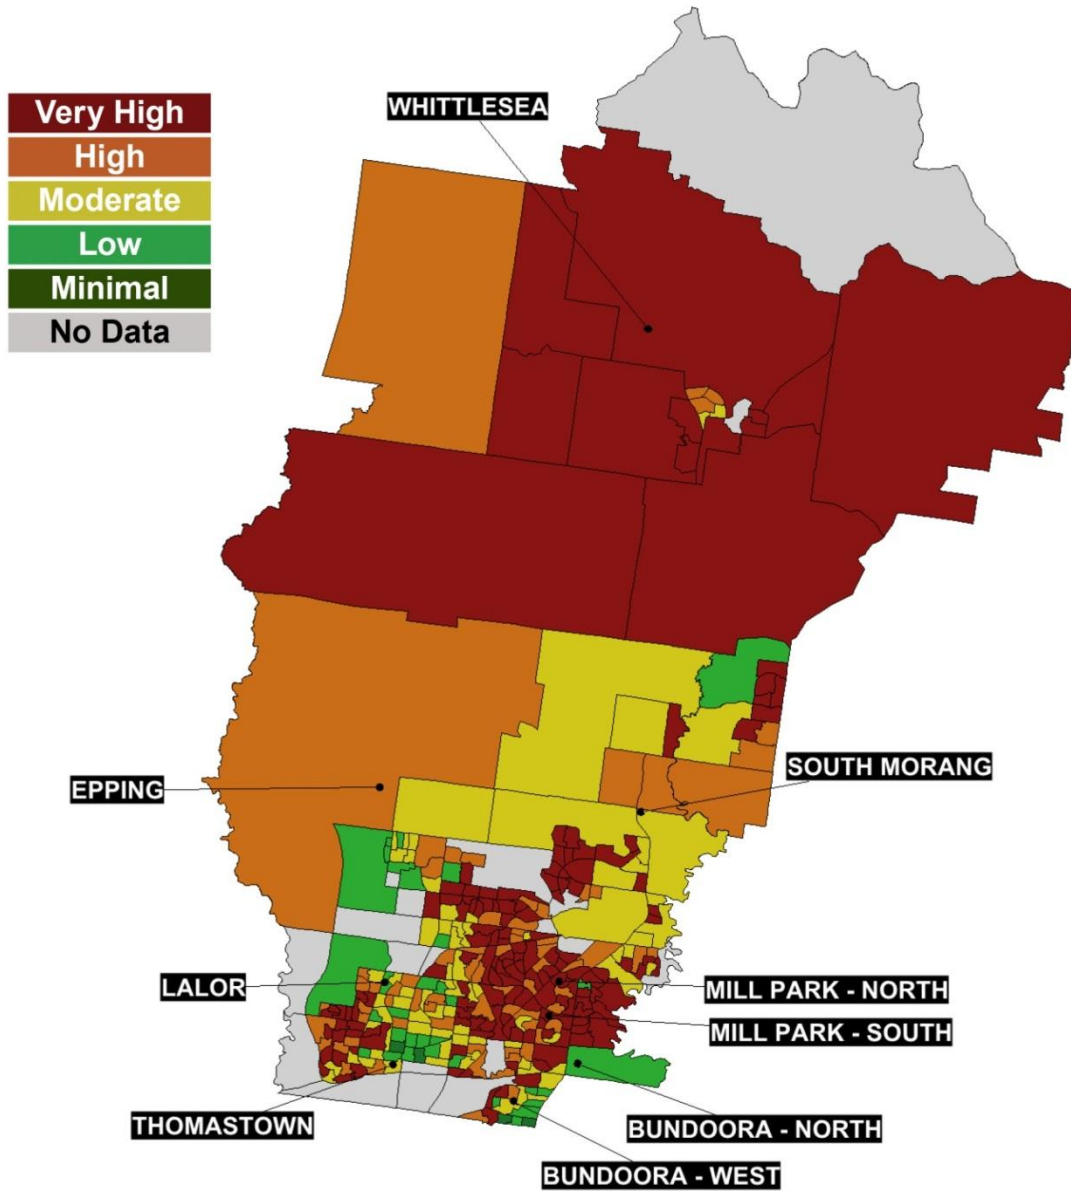 WHITTLESEA
Very High
High
Moderate
Low
Minimal
No Data
SOUTH MORANG
EPPING
LALOR
MILL PARK - NORTH
MILL PARK - SOUTH
THOMASTOWN
BUNDOORA - NORTH
BUNDOORA - WEST